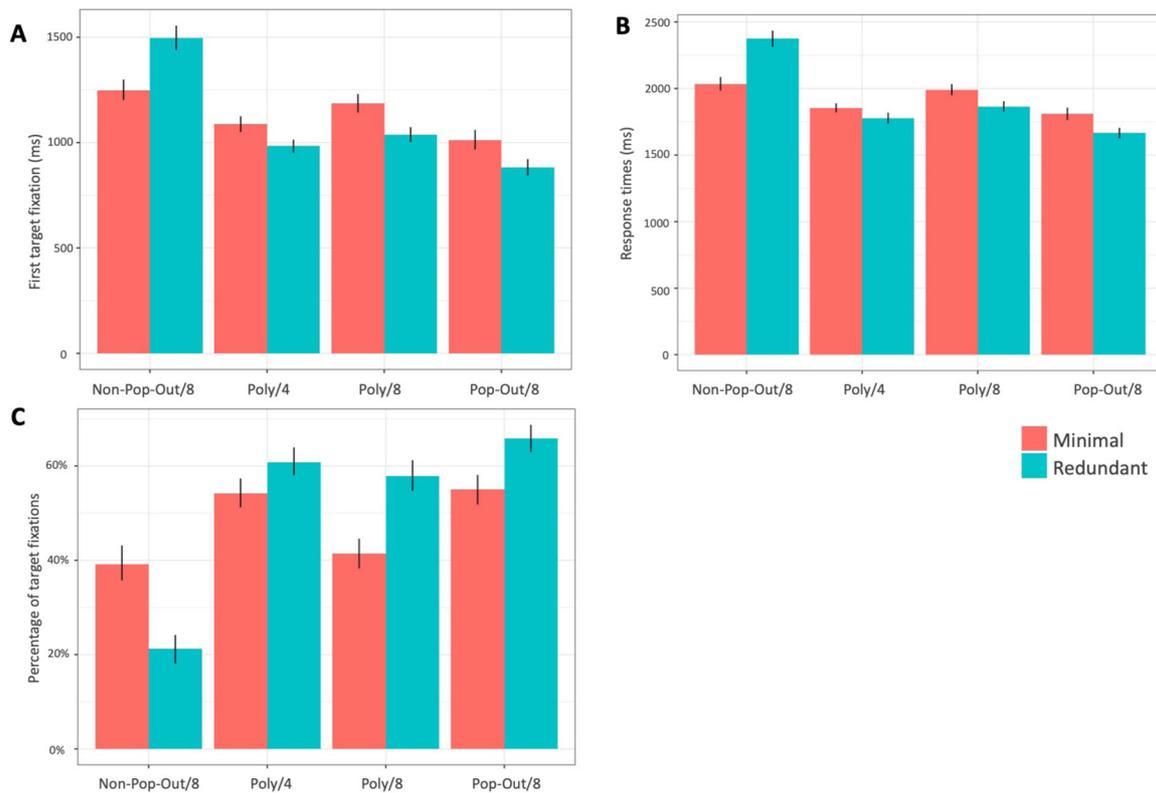 A
First target fixation (ms)
1500
1000
500
0
Non-Pop-Out/8 Poly/4 Poly/8 Pop-Out/8
B
Response times (ms)
2500
2000
1500
1000
500
0
Non-Pop-Out/8 Poly/4 Poly/8 Pop-Out/8
C
Percentage of target fixations
60%
40%
20%
0%
Non-Pop-Out/8 Poly/4 Poly/8 Pop-Out/8
Minimal
Redundant